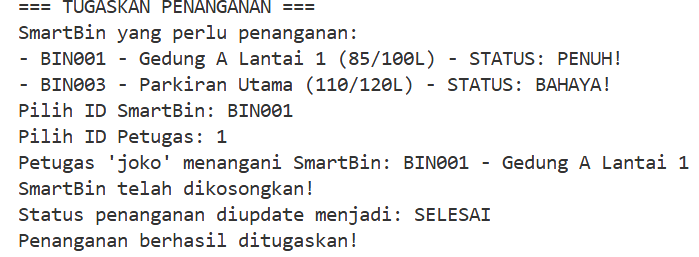 === TUGASKAN PENANGANAN ===
SmartBin yang perlu penanganan:
- BIN001 - Gedung A Lantai 1 (85/100L) - STATUS: PENUH!
- BIN003 - Parkiran Utama (110/120L) - STATUS: BAHAYA!
Pilih ID SmartBin: BIN001
Pilih ID Petugas: 1
Petugas 'joko' menangani SmartBin: BIN001 - Gedung A Lantai 1
SmartBin telah dikosongkan!
Status penanganan diupdate menjadi: SELESAI
Penanganan berhasil ditugaskan!